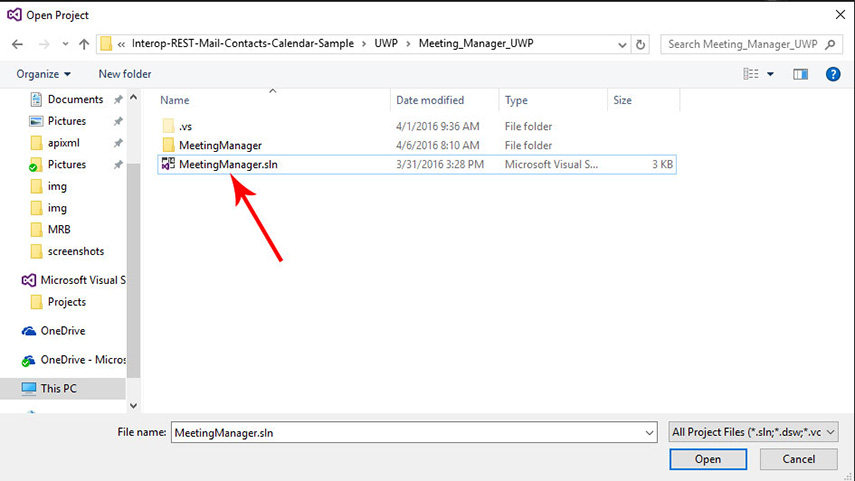 Open Project
« Interop-REST-Mail-Contacts-Calendar-Sample > UWP > Meeting_Manager_UWP
Search Meeting_Manager_UWP
Organize New folder
Name Date modified Type Size
.vs 4/1/2016 9:36 AM File folder
MeetingManager 4/6/2016 8:10 AM File folder
MeetingManager.sln 3/31/2016 3:28 PM Microsoft Visual S... 3 KB
Documents
Pictures
apixml
Pictures
img
img
MRB
screenshots
Microsoft Visual S
Projects
OneDrive
OneDrive - Micros
This PC
File name: MeetingManager.sln
All Project Files (*.sln;*.dsw;*.vc
Open Cancel